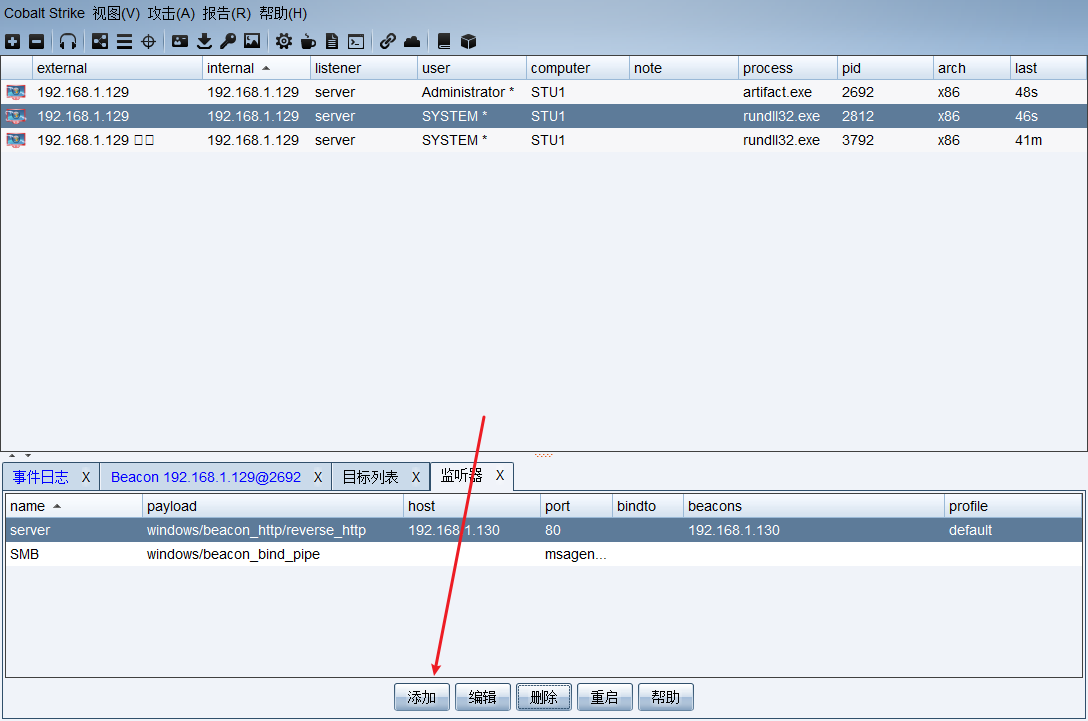 Cobalt Strike 视图(V) 攻击(A) 报告(R) 帮助(H)
external internal listener user computer note process pid arch last
192.168.1.129 192.168.1.129 server Administrator * STU1 artifact.exe 2692 x86 48s
192.168.1.129 192.168.1.129 server SYSTEM * STU1 rundll32.exe 2812 x86 46s
192.168.1.129 □□ 192.168.1.129 server SYSTEM * STU1 rundll32.exe 3792 x86 41m
事件日志 X Beacon 192.168.1.129@2692 X 目标列表 X 监听器 X
name payload host port bindto beacons profile
server windows/beacon_http/reverse_http 192.168.1.130 80 192.168.1.130 default
SMB windows/beacon_bind_pipe msagen...
添加 编辑 删除 重启 帮助